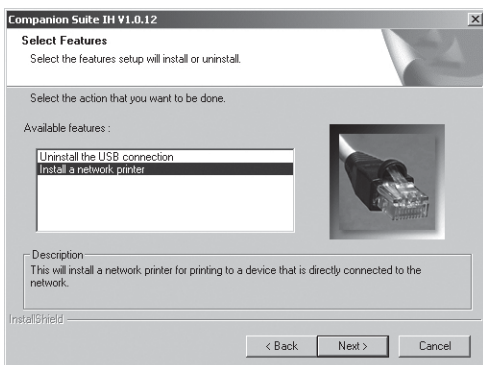 Companion Suite IH V1.0.12
Select Features
Select the features setup will install or uninstall.
Select the action that you want to be done.
Available features :
Uninstall the USB connection
Install a network printer
Description
This will install a network printer for printing to a device that is directly connected to the
network.
InstallShield
< Back
Next >
Cancel